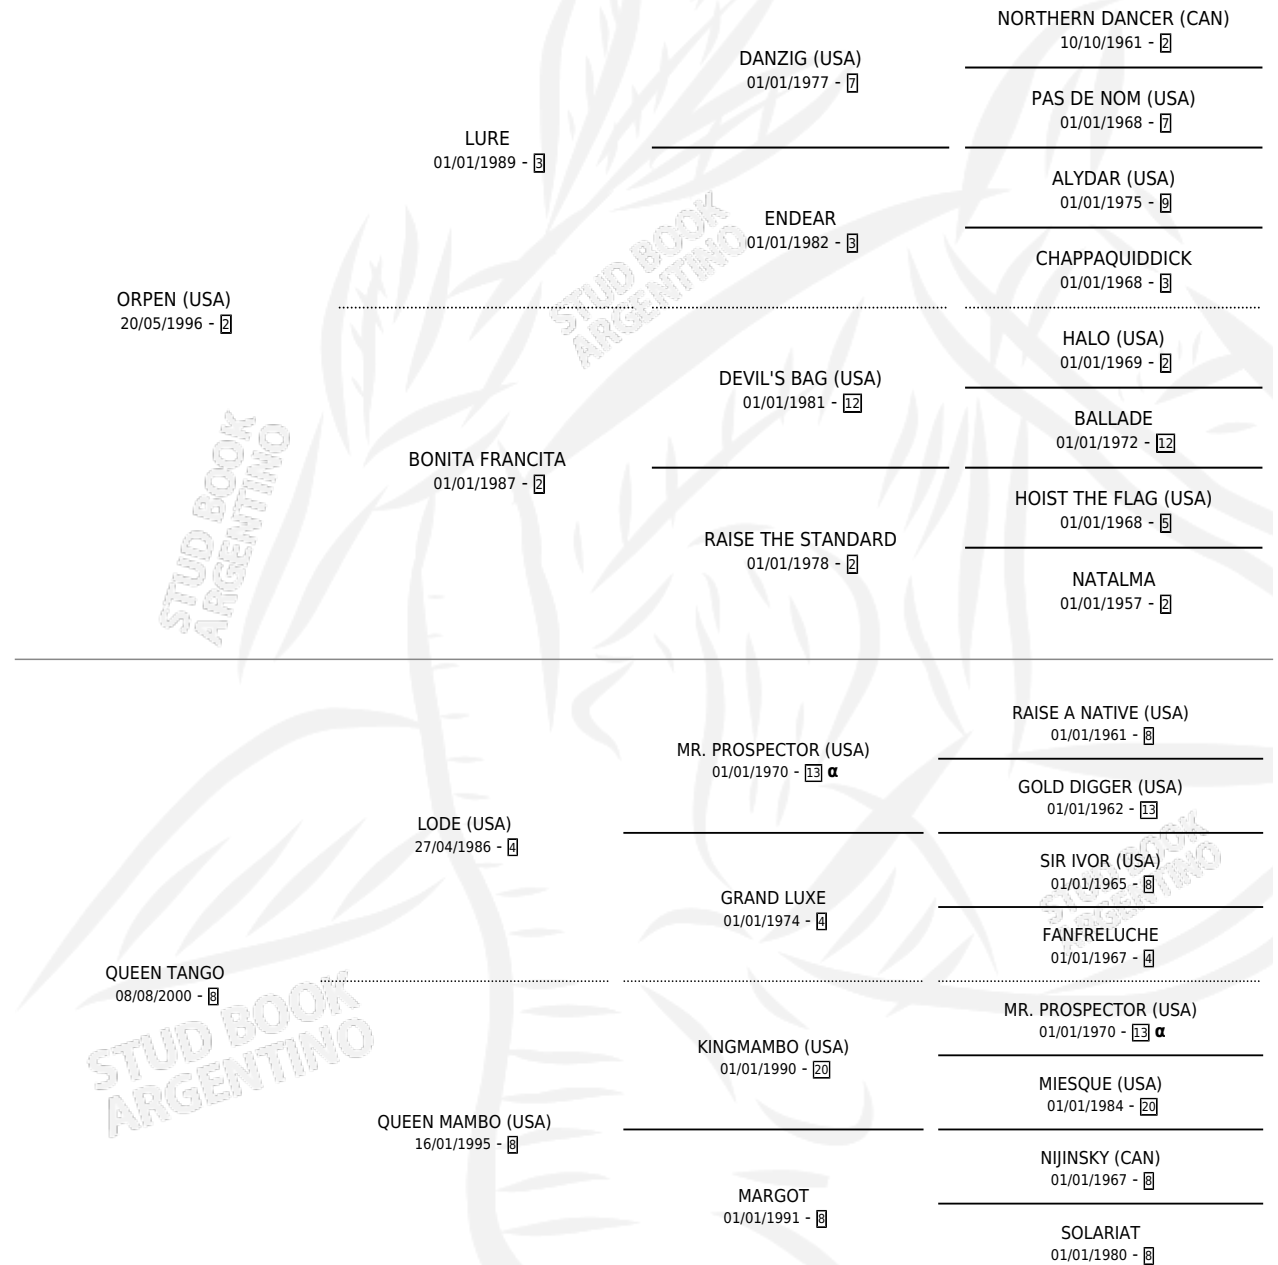 NORTHERN DANCER (CAN)
10/10/1961 - 2
DANZIG (USA)
01/01/1977 - 7
PAS DE NOM (USA)
01/01/1968 - 7
LURE
01/01/1989 - 3
ALYDAR (USA)
01/01/1975 - 9
ENDEAR
01/01/1982 - 3
CHAPPAQUIDDICK
01/01/1968 - 3
ORPEN (USA)
20/05/1996 - 2
HALO (USA)
01/01/1969 - 2
DEVIL'S BAG (USA)
01/01/1981 - 12
BALLADE
01/01/1972 - 12
BONITA FRANCITA
01/01/1987 - 2
HOIST THE FLAG (USA)
01/01/1968 - 5
RAISE THE STANDARD
01/01/1978 - 2
NATALMA
01/01/1957 - 2
RAISE A NATIVE (USA)
01/01/1961 - 8
MR. PROSPECTOR (USA)
01/01/1970 - 13 α
GOLD DIGGER (USA)
01/01/1962 - 13
LODE (USA)
27/04/1986 - 4
SIR IVOR (USA)
01/01/1965 - 8
GRAND LUXE
01/01/1974 - 4
FANFRELUCHE
01/01/1967 - 4
QUEEN TANGO
08/08/2000 - 8
MR. PROSPECTOR (USA)
01/01/1970 - 13 α
KINGMAMBO (USA)
01/01/1990 - 20
MIESQUE (USA)
01/01/1984 - 20
QUEEN MAMBO (USA)
16/01/1995 - 8
NIJINSKY (CAN)
01/01/1967 - 8
MARGOT
01/01/1991 - 8
SOLARIAT
01/01/1980 - 8
STUD BOOK
ARGENTINO
STUD BOOK
ARGENTINO
STUD BOOK
ARGENTINO
STUD BOOK
ARGENTINO